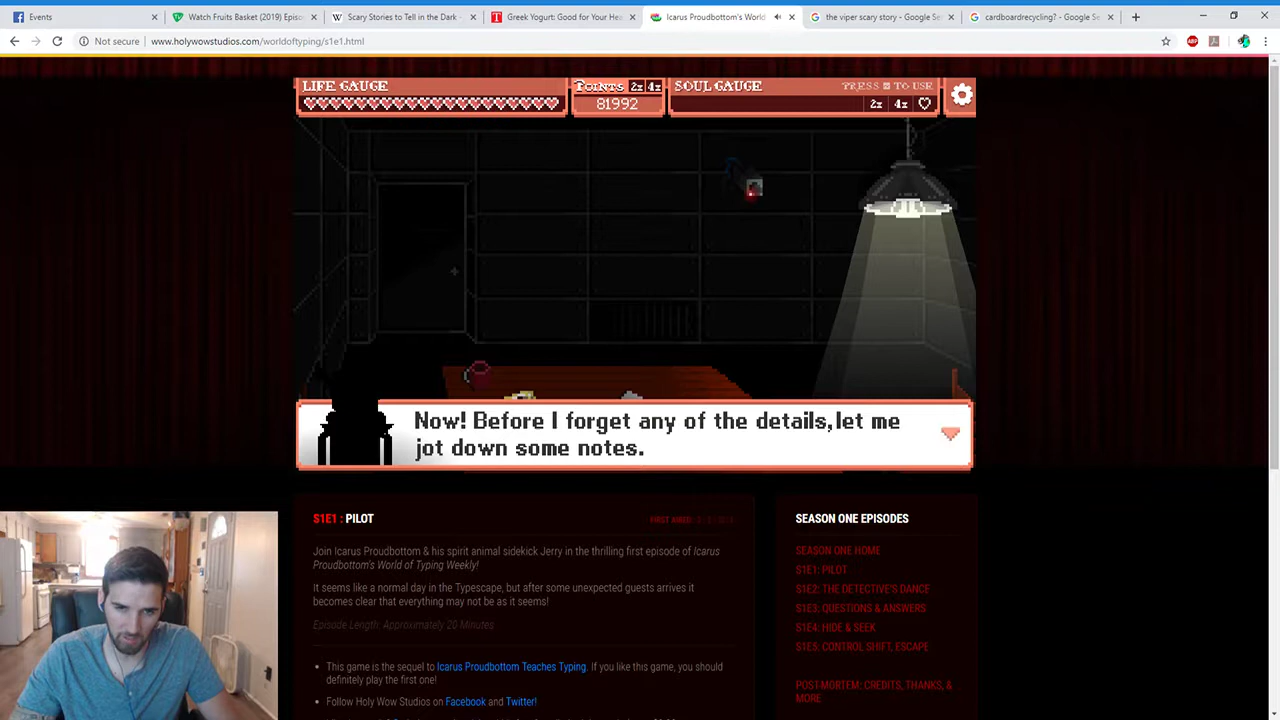 Events
Watch Fruits Basket (2019) Episo
Scary Stories to Tell in the Dark -
Greek Yogurt: Good for Your Hea
Icarus Proudbottom's World
the viper scary story - Google Se
cardboardrecycling? - Google Se
Not secure | www.holywowstudios.com/worldoftyping/s1e1.html
LIFE GAUGE
POINTS 2x 4x
81992
SOUL GAUGE
PRESS TO USE
2x 4x
Now! Before I forget any of the details, let me
jot down some notes.
S1E1 : PILOT
FIRST AIRED:
Join Icarus Proudbottom & his spirit animal sidekick Jerry in the thrilling first episode of Icarus
Proudbottom's World of Typing Weekly!
It seems like a normal day in the Typescape, but after some unexpected guests arrives it
becomes clear that everything may not be as it seems!
Episode Length: Approximately 20 Minutes
This game is the sequel to Icarus Proudbottom Teaches Typing. If you like this game, you should
definitely play the first one!
Follow Holy Wow Studios on Facebook and Twitter!
SEASON ONE EPISODES
SEASON ONE HOME
S1E1: PILOT
S1E2: THE DETECTIVE'S DANCE
S1E3: QUESTIONS & ANSWERS
S1E4: HIDE & SEEK
S1E5: CONTROL, SHIFT, ESCAPE
POST-MORTEM: CREDITS, THANKS, &
MORE